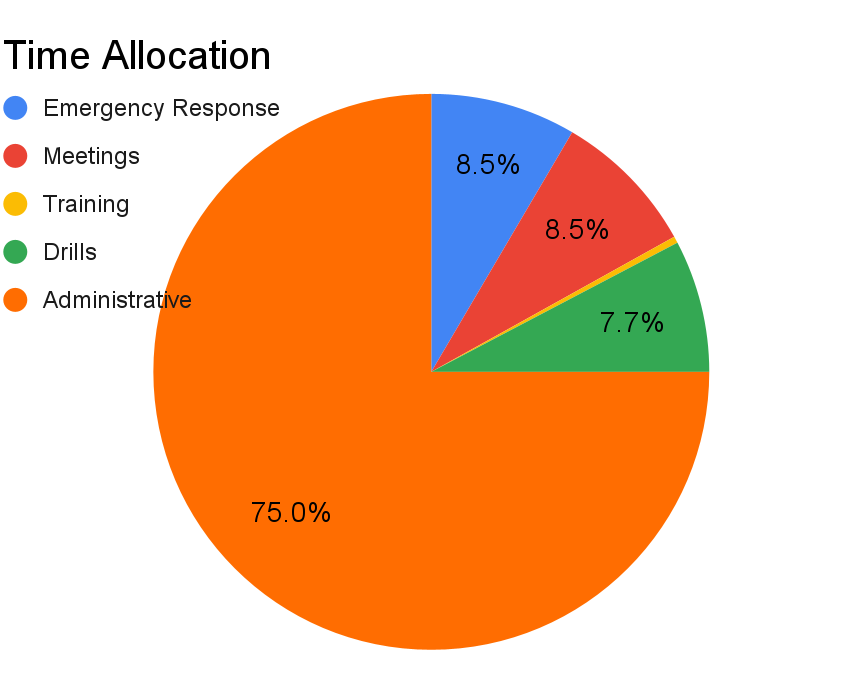 Time Allocation
Emergency Response
Meetings
Training
Drills
Administrative
8.5%
8.5%
7.7%
75.0%